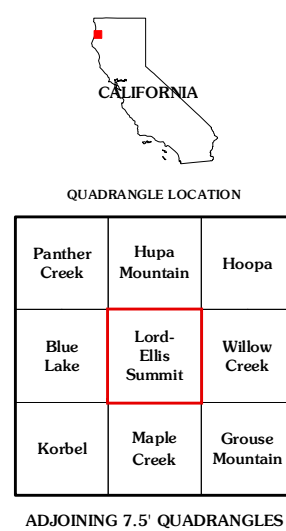 CALIFORNIA
QUADRANGLE LOCATION
Panther
Creek
Hupa
Mountain
Hoopa
Blue
Lake
Lord-
Ellis
Summit
Willow
Creek
Korbel
Maple
Creek
Grouse
Mountain
ADJOINING 7.5' QUADRANGLES